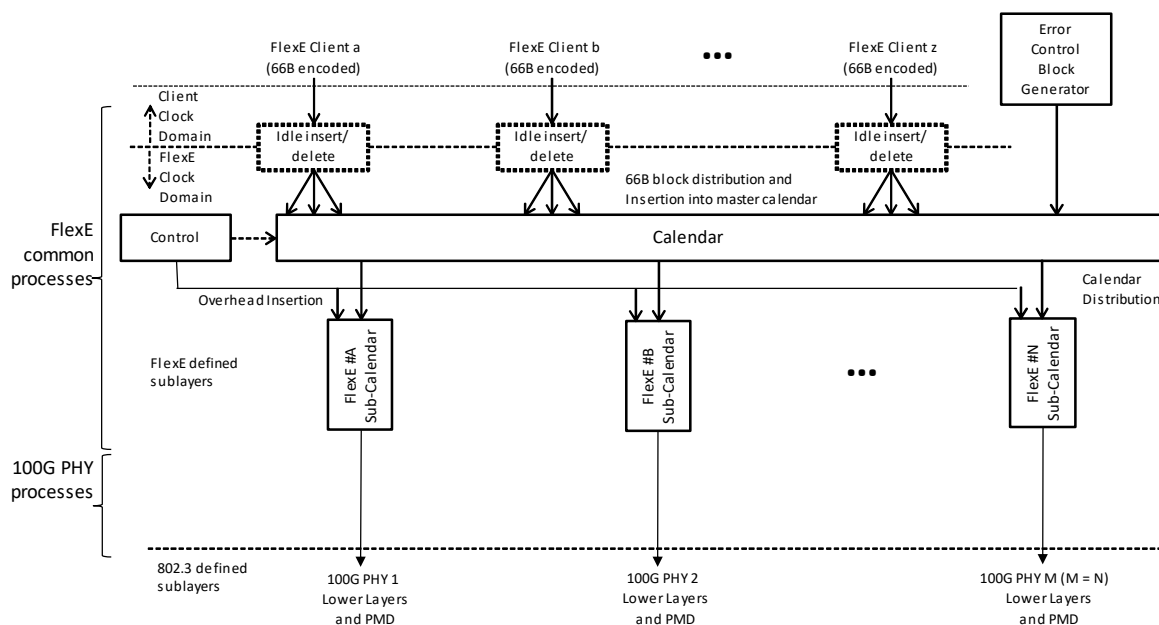 FlexE Client a
(66B encoded)
FlexE Client b
(66B encoded)
...
FlexE Client z
(66B encoded)
Error
Control
Block
Generator
Client
Clock
Domain
FlexE
Clock
Domain
Idle insert/
delete
Idle insert/
delete
Idle insert/
delete
66B block distribution and
Insertion into master calendar
FlexE
common
processes
Control
Calendar
Overhead Insertion
Calendar
Distribution
FlexE #A
Sub-Calendar
FlexE #B
Sub-Calendar
...
FlexE #N
Sub-Calendar
FlexE defined
sublayers
100G PHY
processes
802.3 defined
sublayers
100G PHY 1
Lower Layers
and PMD
100G PHY 2
Lower Layers
and PMD
100G PHY M (M = N)
Lower Layers
and PMD